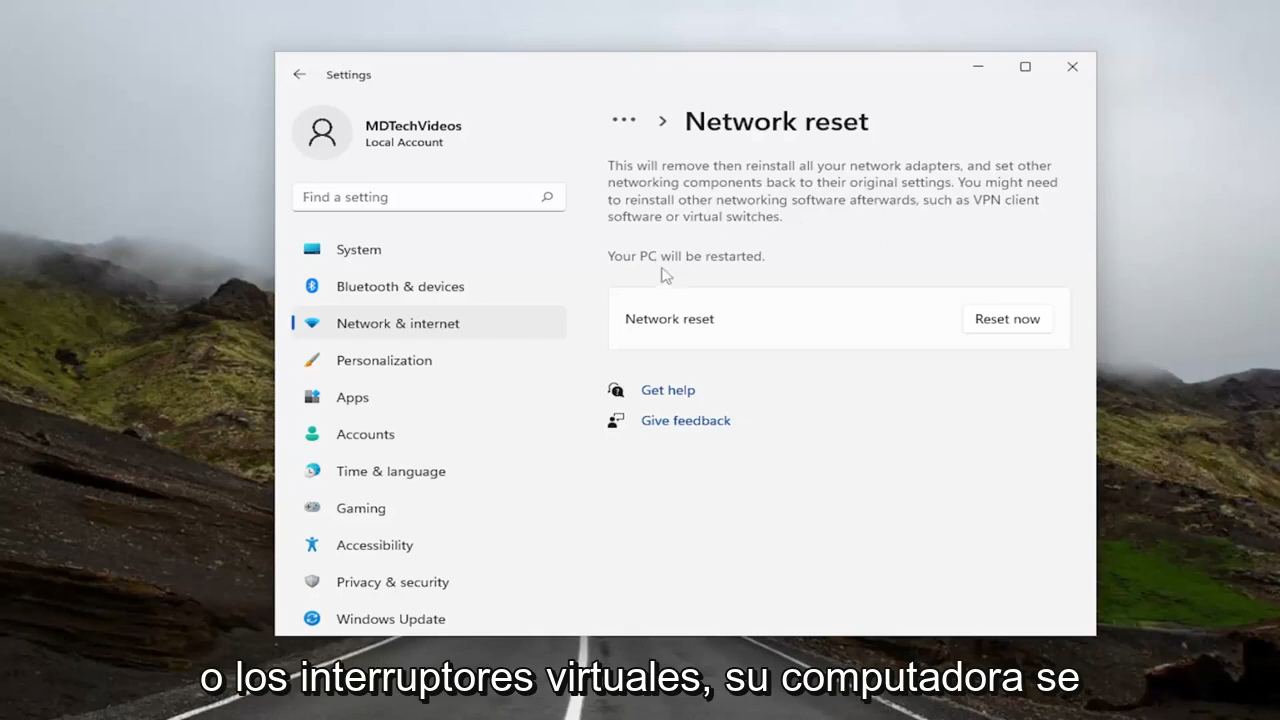 Settings
MDTechVideos
Local Account
Find a setting
System
Bluetooth & devices
Network & internet
Personalization
Apps
Accounts
Time & language
Gaming
Accessibility
Privacy & security
Windows Update
... > Network reset
This will remove then reinstall all your network adapters, and set other
networking components back to their original settings. You might need
to reinstall other networking software afterwards, such as VPN client
software or virtual switches.
Your PC will be restarted.
Network reset
Reset now
Get help
Give feedback
o los interruptores virtuales, su computadora se